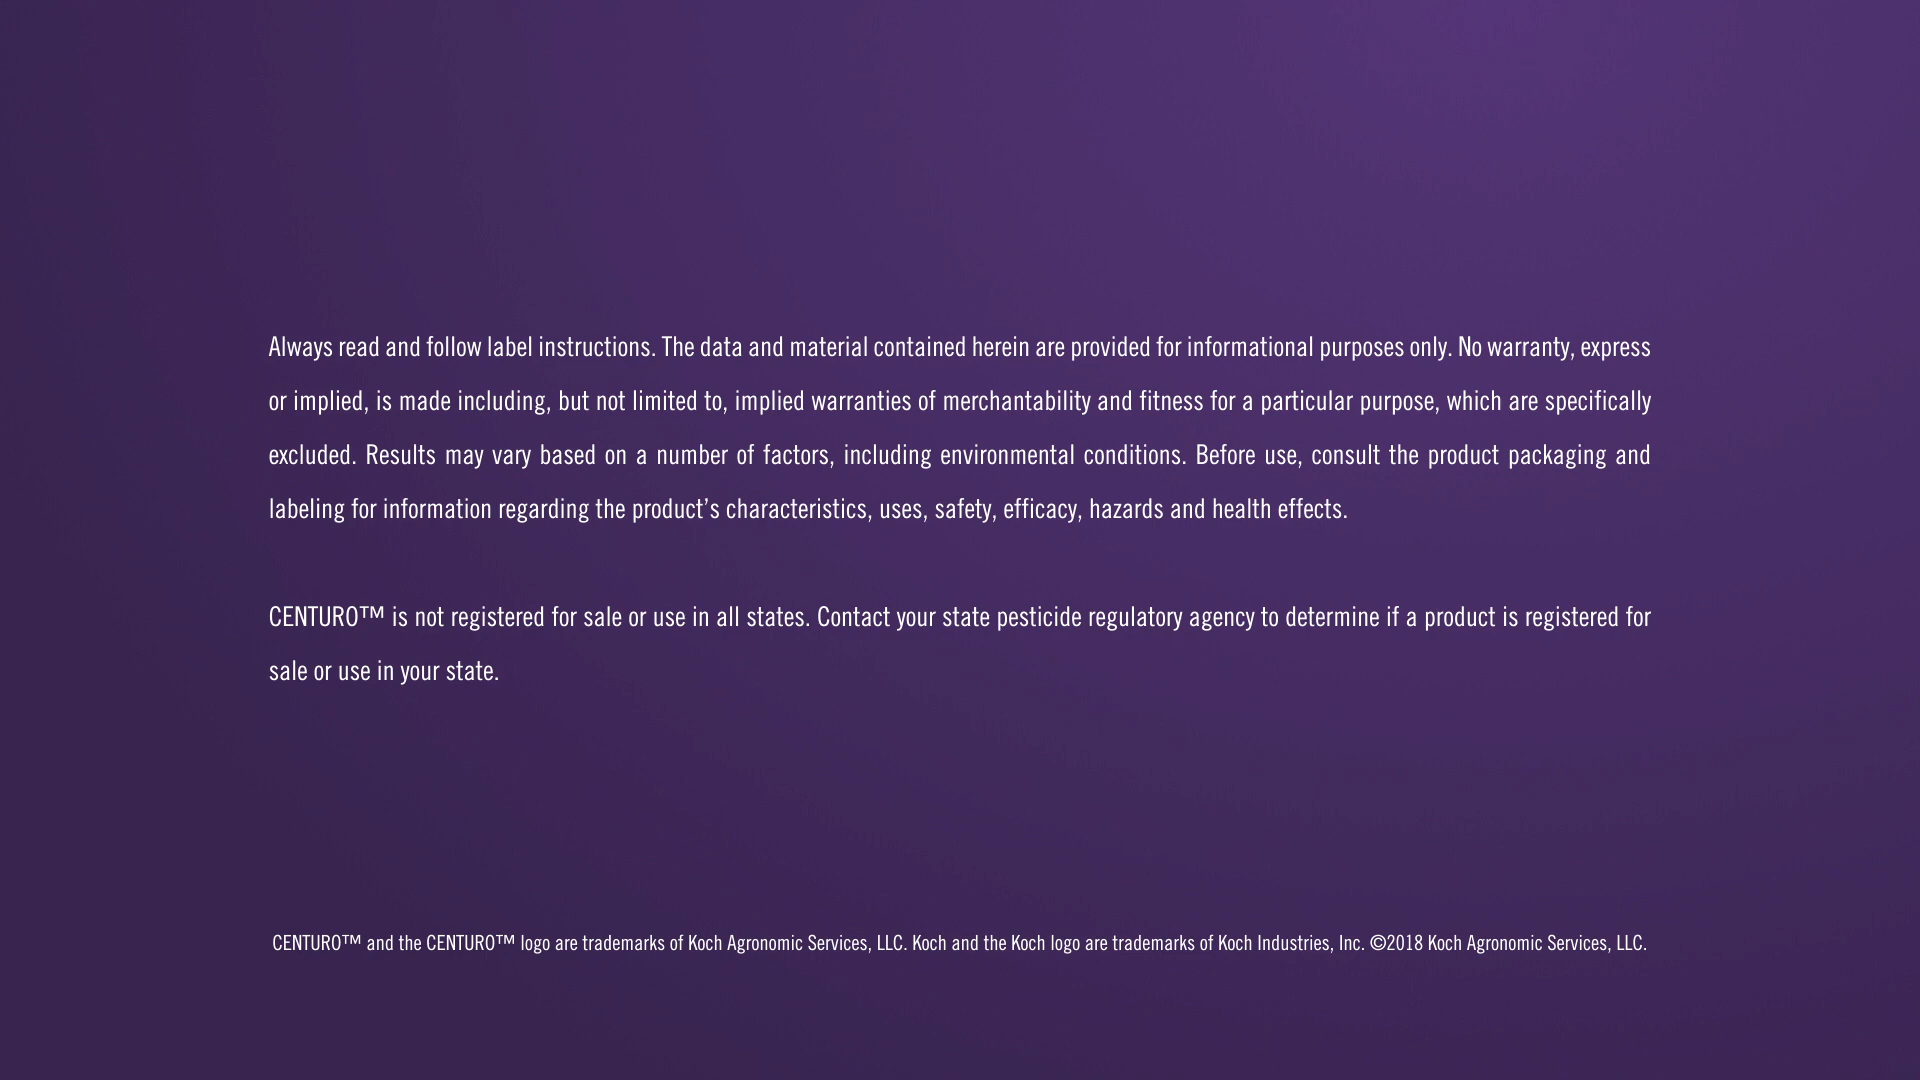 Always read and follow label instructions. The data and material contained herein are provided for informational purposes only. No warranty, express
or implied, is made including, but not limited to, implied warranties of merchantability and fitness for a particular purpose, which are specifically
excluded. Results may vary based on a number of factors, including environmental conditions. Before use, consult the product packaging and
labeling for information regarding the product’s characteristics, uses, safety, efficacy, hazards and health effects.
CENTURO™ is not registered for sale or use in all states. Contact your state pesticide regulatory agency to determine if a product is registered for
sale or use in your state.
CENTURO™ and the CENTURO™ logo are trademarks of Koch Agronomic Services, LLC. Koch and the Koch logo are trademarks of Koch Industries, Inc. ©2018 Koch Agronomic Services, LLC.